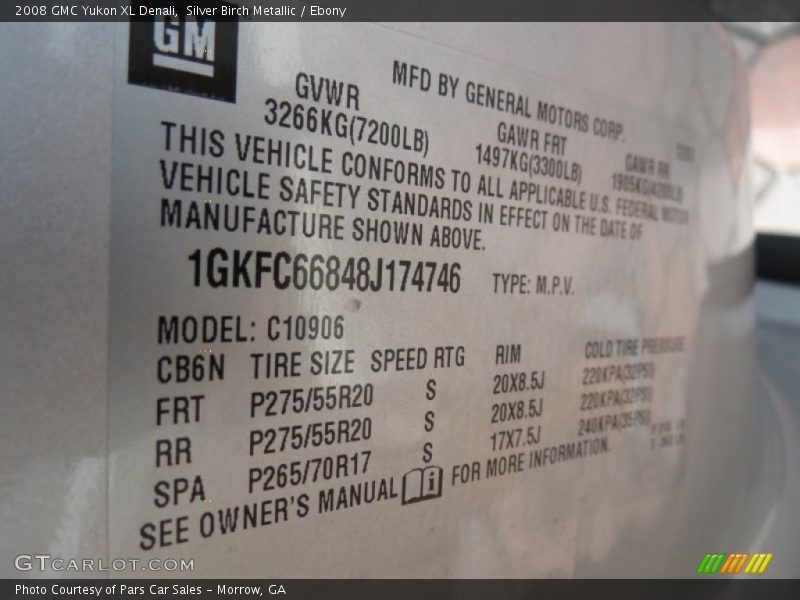 2008 GMC Yukon XL Denali, Silver Birch Metallic / Ebony
GM
MFD BY GENERAL MOTORS CORP.
GVWR GAWR FRT GAWR RR
3266KG(7200LB) 1497KG(3300LB) 1905KG(4200LB)
THIS VEHICLE CONFORMS TO ALL APPLICABLE U.S. FEDERAL MOTOR
VEHICLE SAFETY STANDARDS IN EFFECT ON THE DATE OF
MANUFACTURE SHOWN ABOVE.
1GKFC66848J174746 TYPE: M.P.V.
MODEL: C10906
CB6N TIRE SIZE SPEED RTG RIM COLD TIRE PRESSURE
FRT P275/55R20 S 20X8.5J 220KPA(32PSI)
RR P275/55R20 S 20X8.5J 220KPA(32PSI)
SPA P265/70R17 S 17X7.5J 240KPA(35PSI)
SEE OWNER'S MANUAL FOR MORE INFORMATION.
GTCARLOT.COM
Photo Courtesy of Pars Car Sales - Morrow, GA